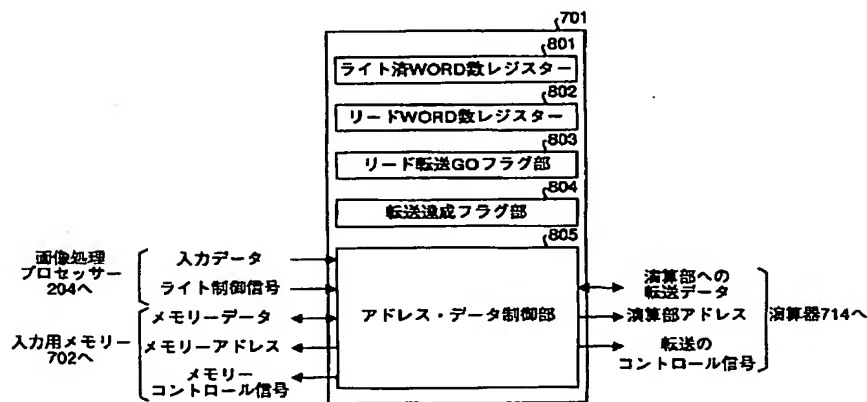 701
801
ライト済WORD数レジスター
802
リードWORD数レジスター
803
リード転送GOフラグ部
804
転送達成フラグ部
805
アドレス・データ制御部
画像処理
プロセッサー
204へ
入力データ
ライト制御信号
入力用メモリー
702へ
メモリーデータ
メモリーアドレス
メモリー
コントロール信号
演算部への
転送データ
演算部アドレス
転送の
コントロール信号
演算器714へ